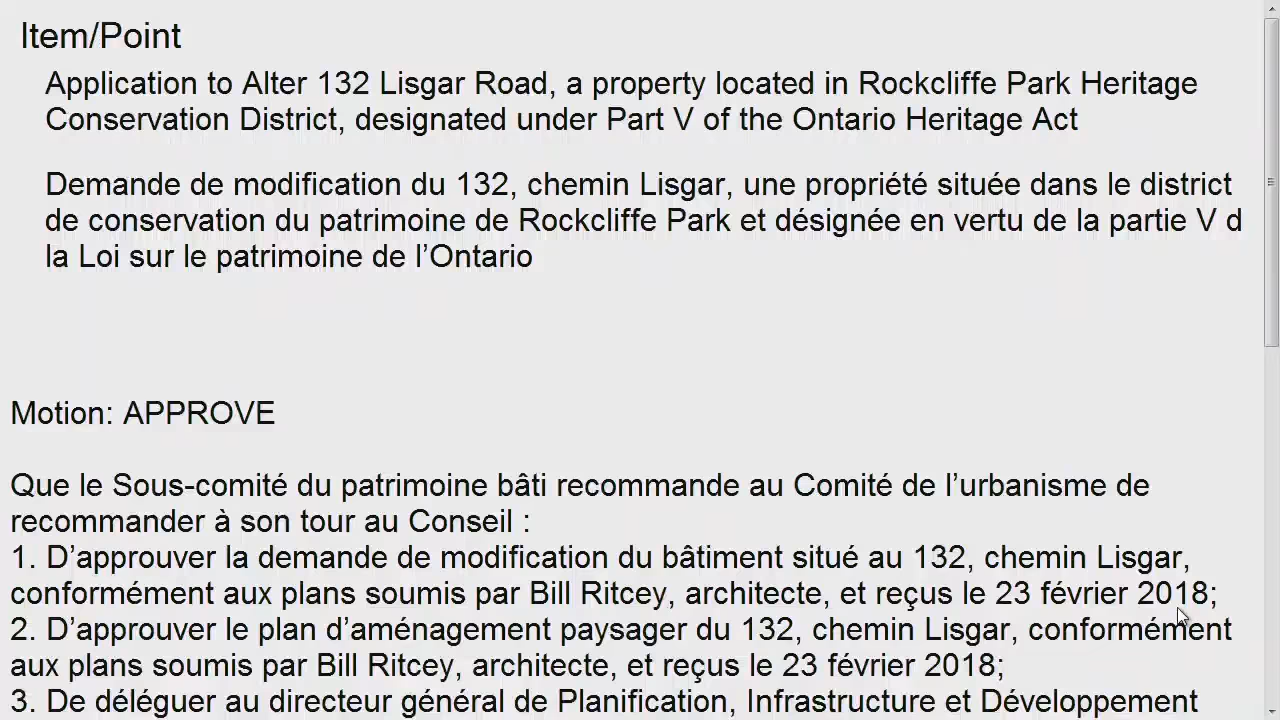 Item/Point
Application to Alter 132 Lisgar Road, a property located in Rockcliffe Park Heritage
Conservation District, designated under Part V of the Ontario Heritage Act
Demande de modification du 132, chemin Lisgar, une propriété située dans le district
de conservation du patrimoine de Rockcliffe Park et désignée en vertu de la partie V d
la Loi sur le patrimoine de l’Ontario
Motion: APPROVE
Que le Sous-comité du patrimoine bâti recommande au Comité de l’urbanisme de
recommander à son tour au Conseil :
1. D’approuver la demande de modification du bâtiment situé au 132, chemin Lisgar,
conformément aux plans soumis par Bill Ritcey, architecte, et reçus le 23 février 2018;
2. D’approuver le plan d’aménagement paysager du 132, chemin Lisgar, conformément
aux plans soumis par Bill Ritcey, architecte, et reçus le 23 février 2018;
3. De déléguer au directeur général de Planification, Infrastructure et Développement